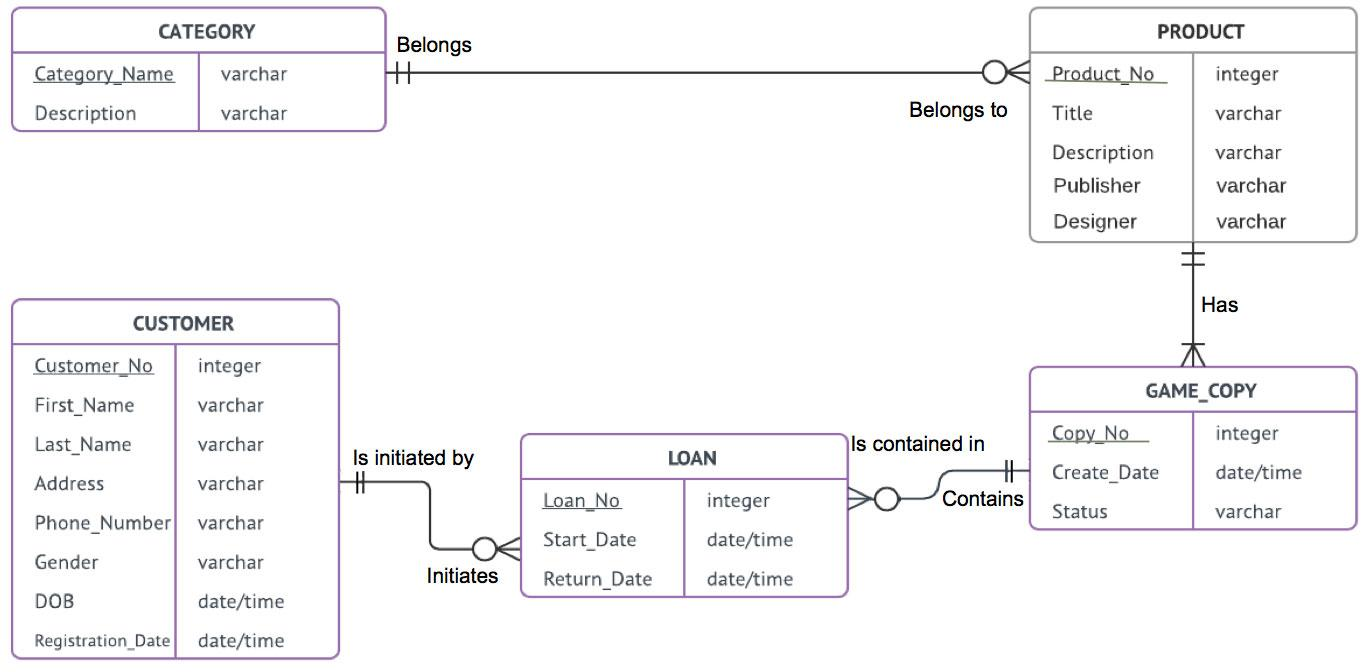 CATEGORY
Category_Name varchar
Description varchar
Belongs
Belongs to
PRODUCT
Product_No integer
Title varchar
Description varchar
Publisher varchar
Designer varchar
Has
CUSTOMER
Customer_No integer
First_Name varchar
Last_Name varchar
Address varchar
Phone_Number varchar
Gender varchar
DOB date/time
Registration_Date date/time
Is initiated by
Initiates
LOAN
Loan_No integer
Start_Date date/time
Return_Date date/time
Is contained in
Contains
GAME_COPY
Copy_No integer
Create_Date date/time
Status varchar